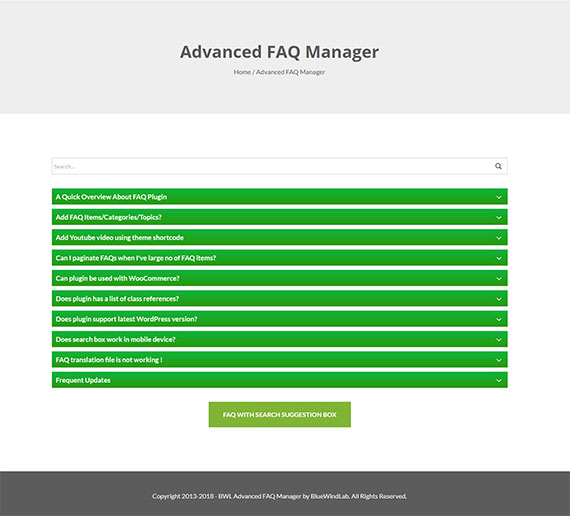 Advanced FAQ Manager
Home / Advanced FAQ Manager
Search...
A Quick Overview About FAQ Plugin
Add FAQ Items/Categories/Topics?
Add Youtube video using theme shortcode
Can I paginate FAQs when I've large no of FAQ items?
Can plugin be used with WooCommerce?
Does plugin has a list of class references?
Does plugin support latest WordPress version?
Does search box work in mobile device?
FAQ translation file is not working !
Frequent Updates
FAQ WITH SEARCH SUGGESTION BOX
Copyright 2013-2018 - BWL Advanced FAQ Manager by BlueWindLab. All Rights Reserved.